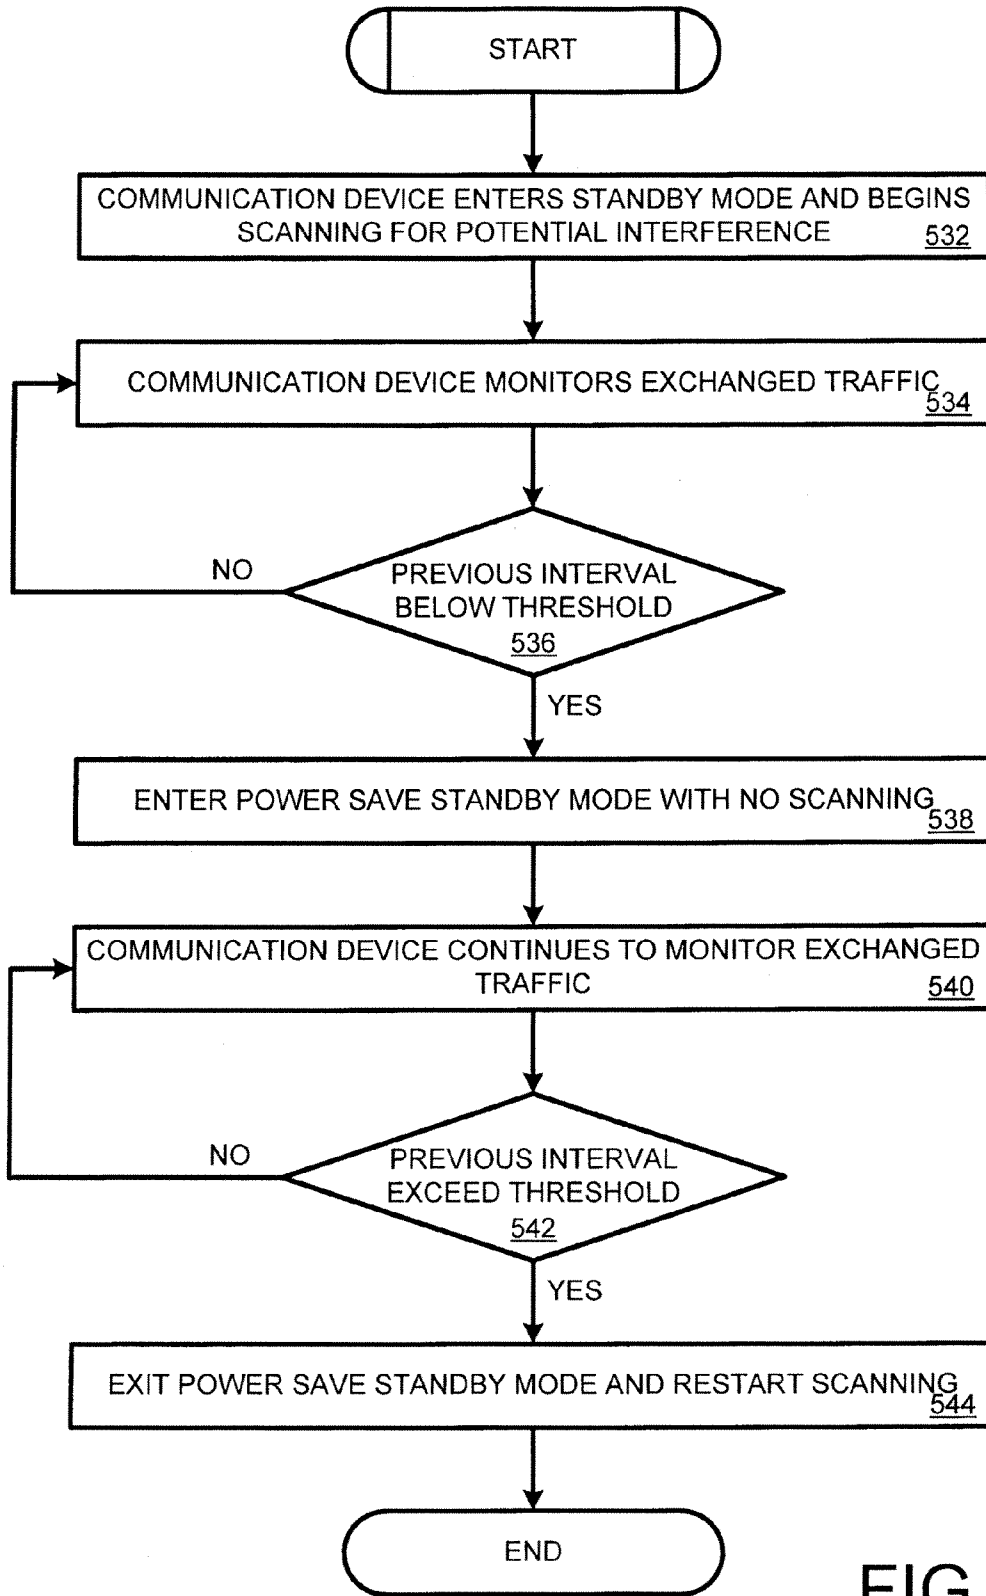 START
COMMUNICATION DEVICE ENTERS STANDBY MODE AND BEGINS
SCANNING FOR POTENTIAL INTERFERENCE 532
COMMUNICATION DEVICE MONITORS EXCHANGED TRAFFIC
534
NO
PREVIOUS INTERVAL
BELOW THRESHOLD
536
YES
ENTER POWER SAVE STANDBY MODE WITH NO SCANNING
538
COMMUNICATION DEVICE CONTINUES TO MONITOR EXCHANGED
TRAFFIC 540
NO
PREVIOUS INTERVAL
EXCEED THRESHOLD
542
YES
EXIT POWER SAVE STANDBY MODE AND RESTART SCANNING
544
END
FIG